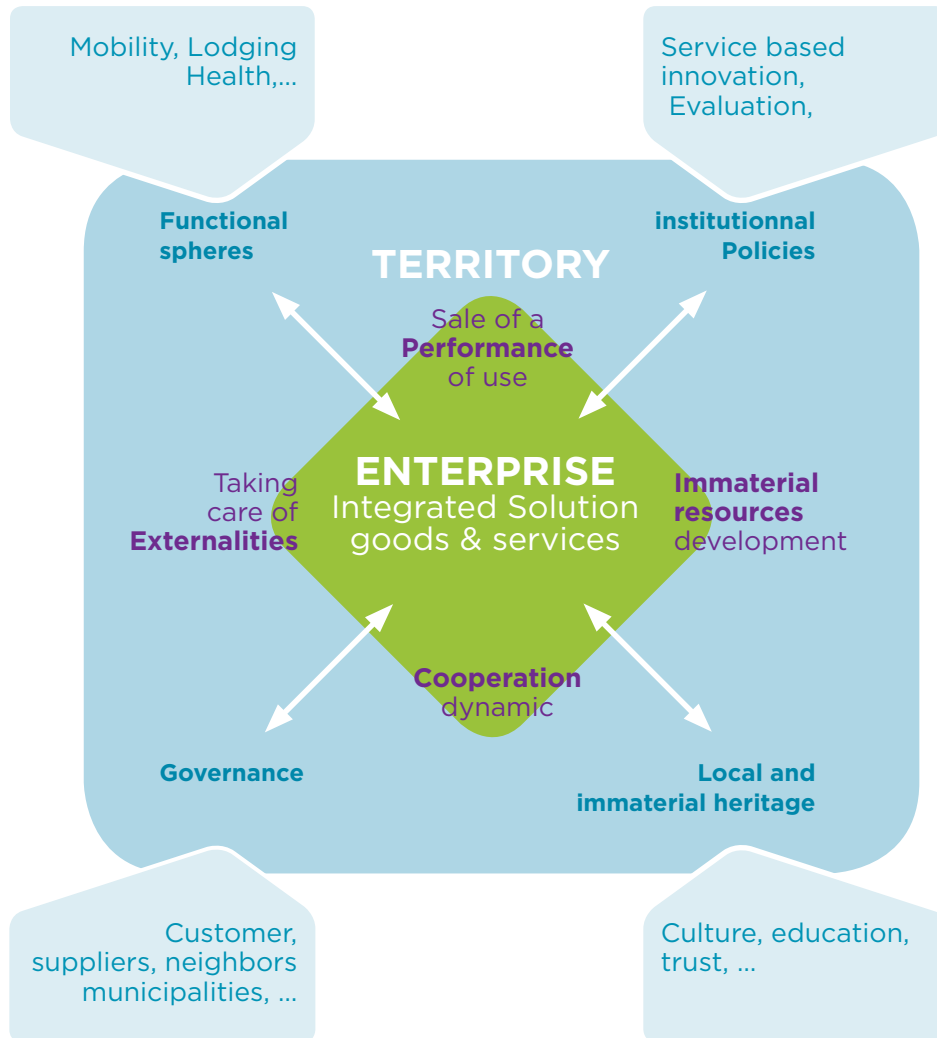 Mobility, Lodging
Health,...
Service based
innovation,
Evaluation,
Functional
spheres
institutionnal
Policies
TERRITORY
Sale of a
Performance
of use
Taking
care of
Externalities
ENTERPRISE
Integrated Solution
goods & services
Immaterial
resources
development
Cooperation
dynamic
Governance
Local and
immaterial heritage
Customer,
suppliers, neighbors
municipalities, ...
Culture, education,
trust, ...